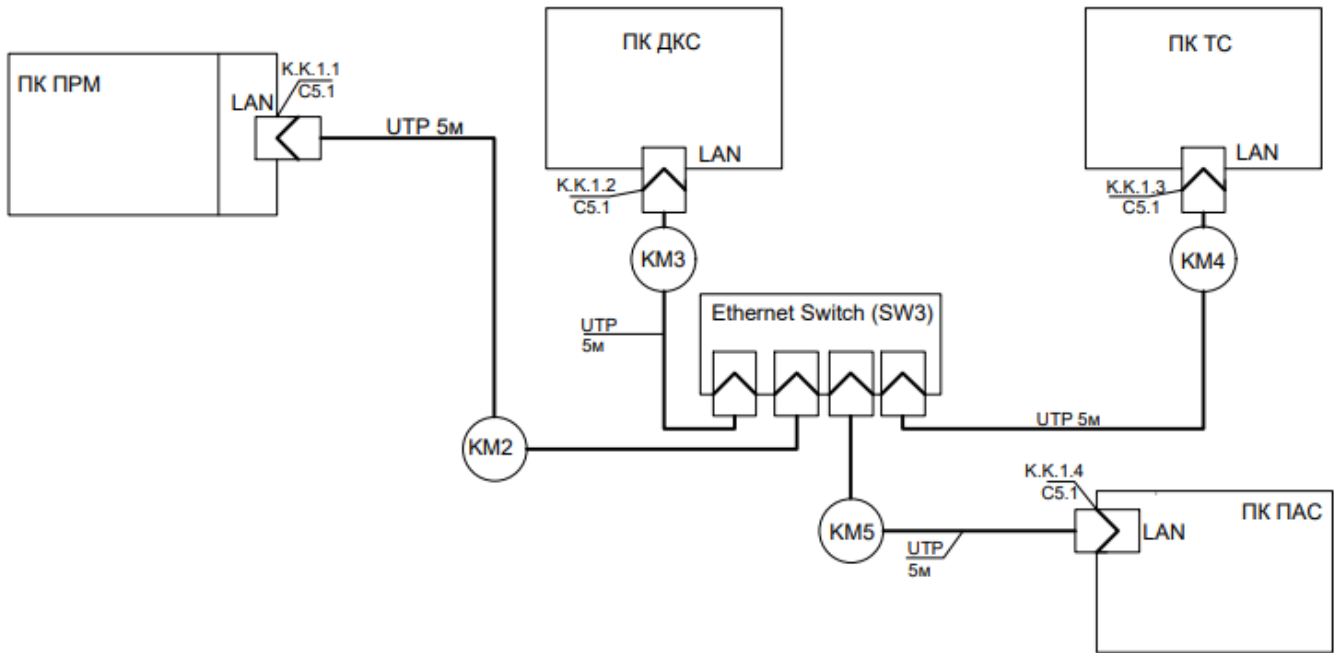 ПК ПРМ
K.K.1.1
C5.1
LAN
UTP 5м
ПК ДКС
LAN
K.K.1.2
C5.1
KM3
ПК ТС
LAN
K.K.1.3
C5.1
KM4
Ethernet Switch (SW3)
UTP
5м
KM2
UTP 5м
KM5
UTP
5м
K.K.1.4
C5.1
LAN
ПК ПАС